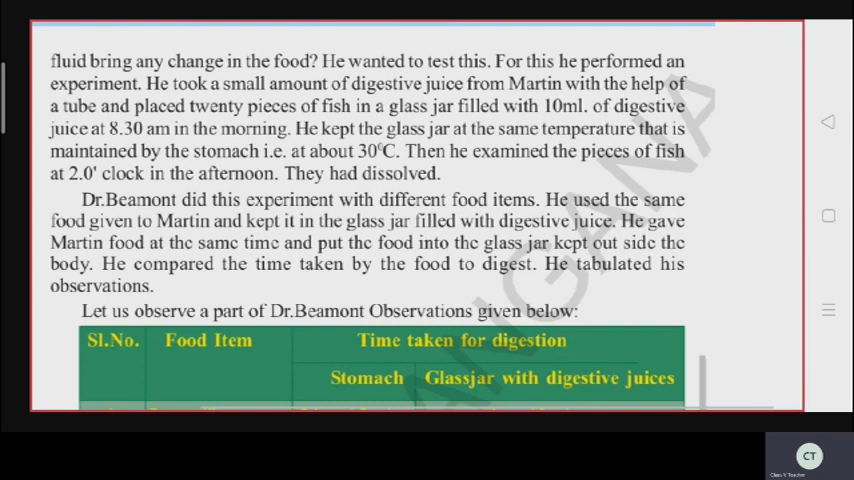 fluid bring any change in the food? He wanted to test this. For this he performed an
experiment. He took a small amount of digestive juice from Martin with the help of
a tube and placed twenty pieces of fish in a glass jar filled with 10ml. of digestive
juice at 8.30 am in the morning. He kept the glass jar at the same temperature that is
maintained by the stomach i.e. at about 30⁰C. Then he examined the pieces of fish
at 2.0' clock in the afternoon. They had dissolved.
Dr.Beamont did this experiment with different food items. He used the same
food given to Martin and kept it in the glass jar filled with digestive juice. He gave
Martin food at the same time and put the food into the glass jar kept out side the
body. He compared the time taken by the food to digest. He tabulated his
observations.
Let us observe a part of Dr.Beamont Observations given below:
Sl.No. Food Item Time taken for digestion
Stomach Glassjar with digestive juices
ANGANA
CT
Class V Teacher